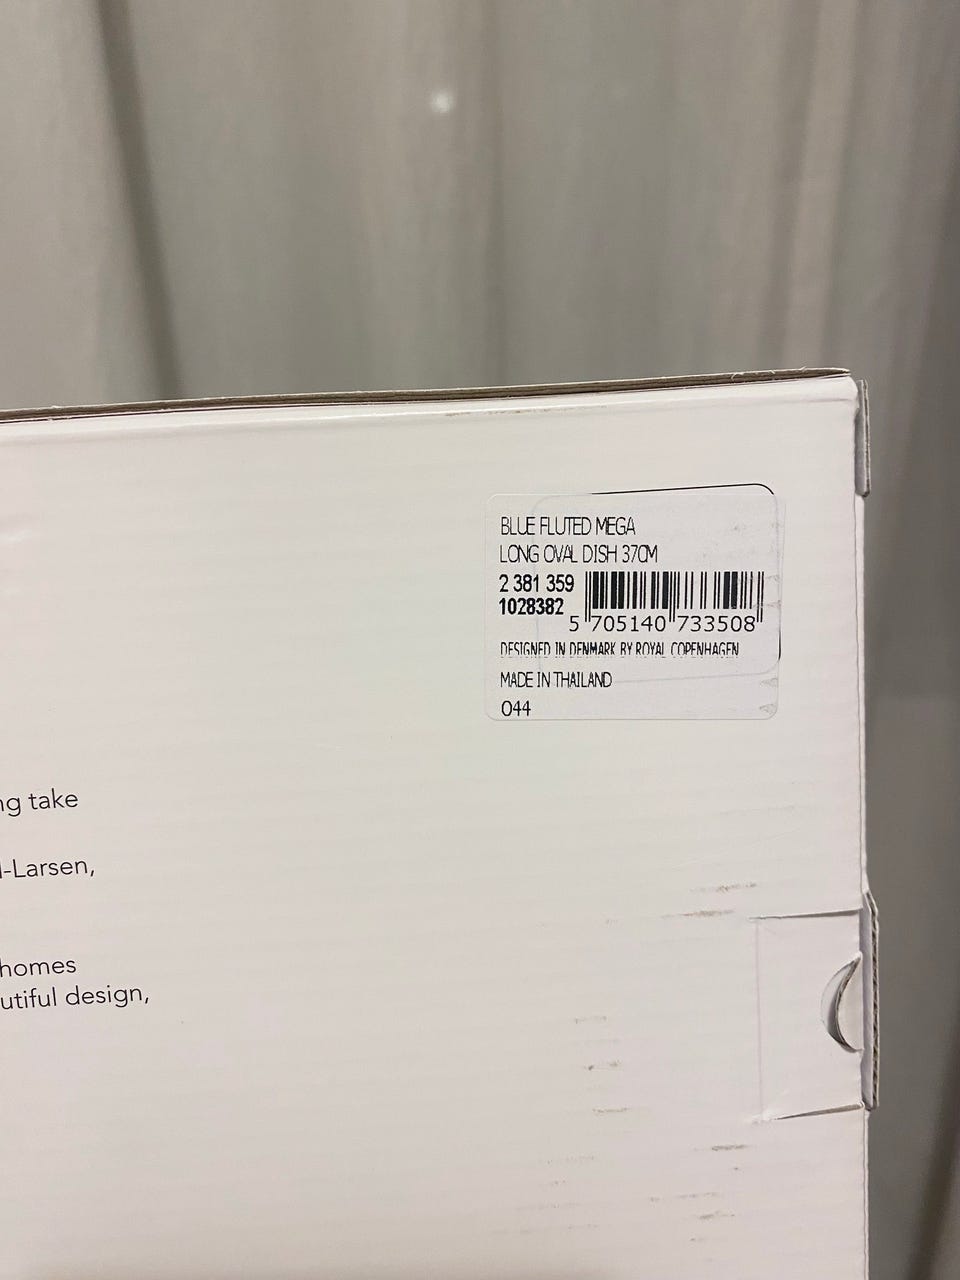 BLUE FLUTED MEGA
LONG OVAL DISH 37CM
2 381 359
1028382
5 705140 733508
DESIGNED IN DENMARK BY ROYAL COPENHAGEN
MADE IN THAILAND
044
ng take
l-Larsen,
homes
utiful design,